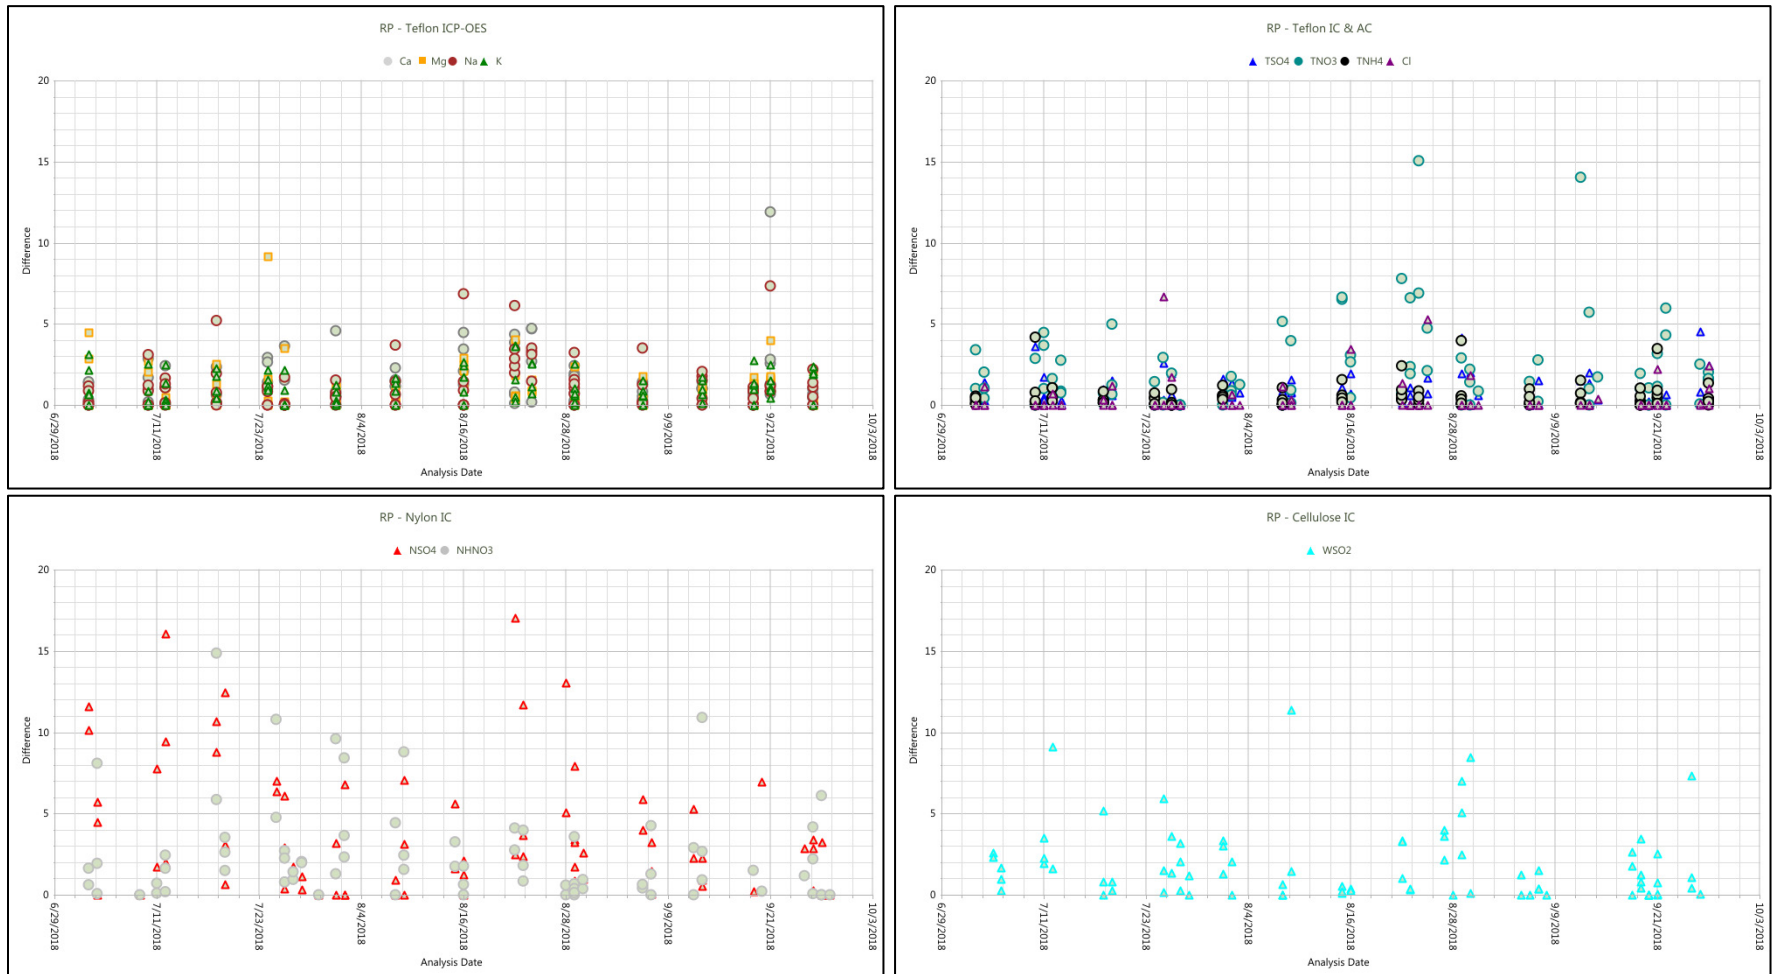 RP - Teflon ICP-OES
Ca Mg Na K
20
15
10
5
0
Difference
6/29/2018 7/11/2018 7/23/2018 8/4/2018 8/16/2018 8/28/2018 9/9/2018 9/21/2018 10/3/2018
Analysis Date
RP - Teflon IC & AC
TSO4 TNO3 TNH4 Cl
20
15
10
5
0
Difference
6/29/2018 7/11/2018 7/23/2018 8/4/2018 8/16/2018 8/28/2018 9/9/2018 9/21/2018 10/3/2018
Analysis Date
RP - Nylon IC
NSO4 NHNO3
20
15
10
5
0
Difference
6/29/2018 7/11/2018 7/23/2018 8/4/2018 8/16/2018 8/28/2018 9/9/2018 9/21/2018 10/3/2018
Analysis Date
RP - Cellulose IC
WSO2
20
15
10
5
0
Difference
6/29/2018 7/11/2018 7/23/2018 8/4/2018 8/16/2018 8/28/2018 9/9/2018 9/21/2018 10/3/2018
Analysis Date